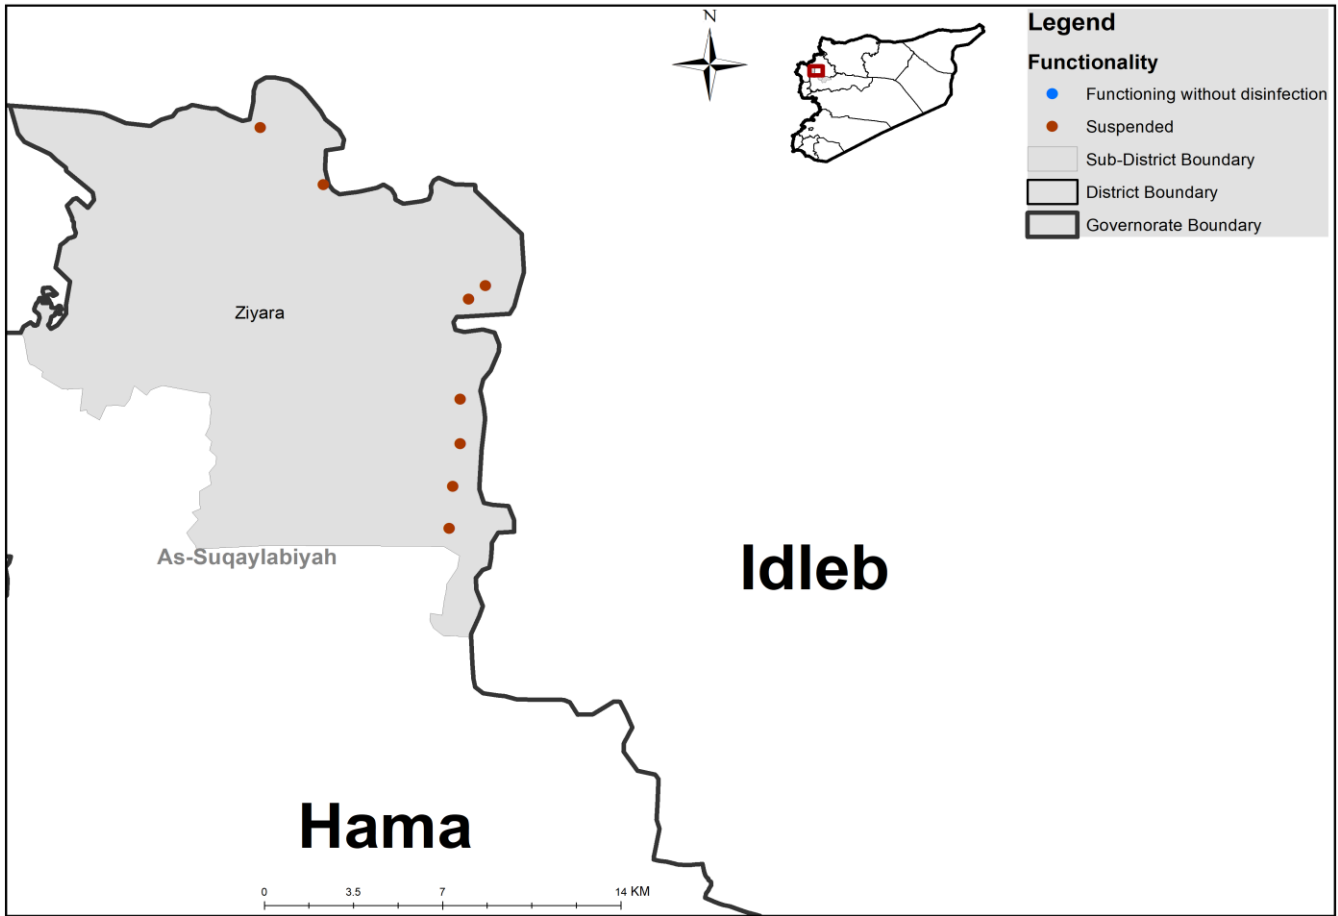 N
Legend
Functionality
Functioning without disinfection
Suspended
Sub-District Boundary
District Boundary
Governorate Boundary
Ziyara
As-Suqaylabiyah
Idleb
Hama
0 3.5 7 14 KM